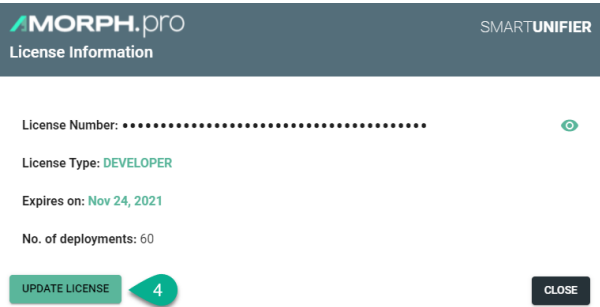 AMORPH.pro
SMARTUNIFIER
License Information
License Number: ••••••••••••••••••••••••••••••••••••••••
License Type: DEVELOPER
Expires on: Nov 24, 2021
No. of deployments: 60
UPDATE LICENSE
4
CLOSE